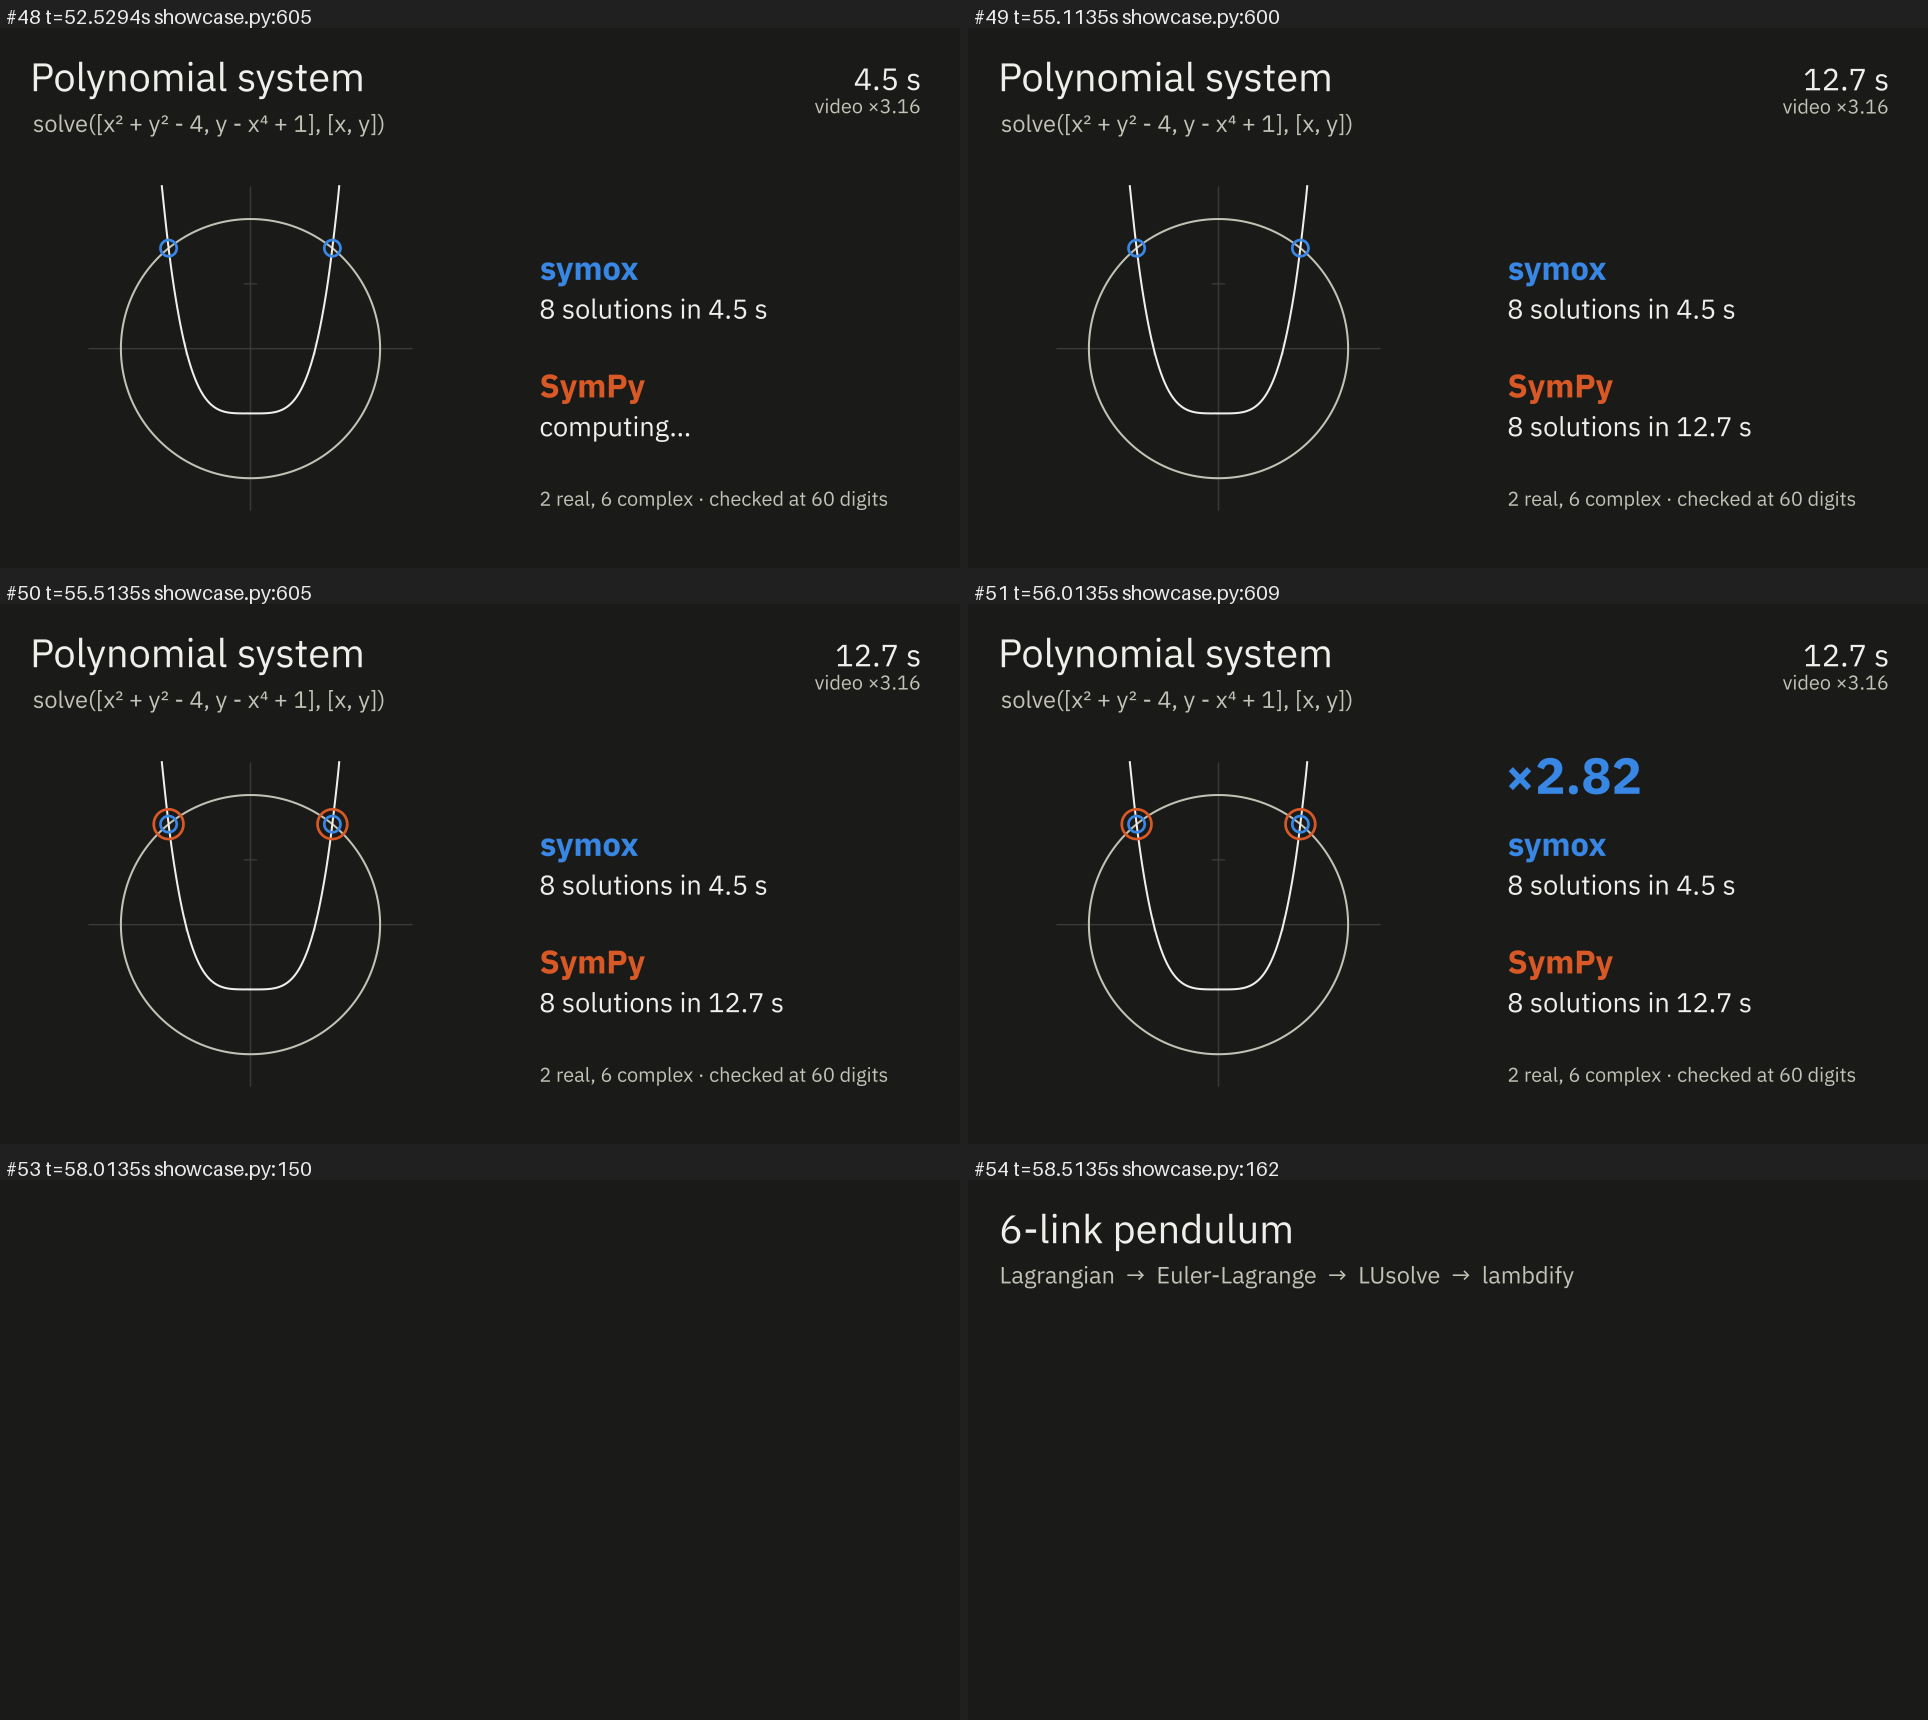 #48 t=52.5294s showcase.py:605
Polynomial system
4.5 s
video ×3.16
solve([x² + y² - 4, y - x⁴ + 1], [x, y])
symox
8 solutions in 4.5 s
SymPy
computing...
2 real, 6 complex · checked at 60 digits
#49 t=55.1135s showcase.py:600
Polynomial system
12.7 s
video ×3.16
solve([x² + y² - 4, y - x⁴ + 1], [x, y])
symox
8 solutions in 4.5 s
SymPy
8 solutions in 12.7 s
2 real, 6 complex · checked at 60 digits
#50 t=55.5135s showcase.py:605
Polynomial system
12.7 s
video ×3.16
solve([x² + y² - 4, y - x⁴ + 1], [x, y])
symox
8 solutions in 4.5 s
SymPy
8 solutions in 12.7 s
2 real, 6 complex · checked at 60 digits
#51 t=56.0135s showcase.py:609
Polynomial system
12.7 s
video ×3.16
solve([x² + y² - 4, y - x⁴ + 1], [x, y])
×2.82
symox
8 solutions in 4.5 s
SymPy
8 solutions in 12.7 s
2 real, 6 complex · checked at 60 digits
#53 t=58.0135s showcase.py:150
#54 t=58.5135s showcase.py:162
6-link pendulum
Lagrangian → Euler-Lagrange → LUsolve → lambdify